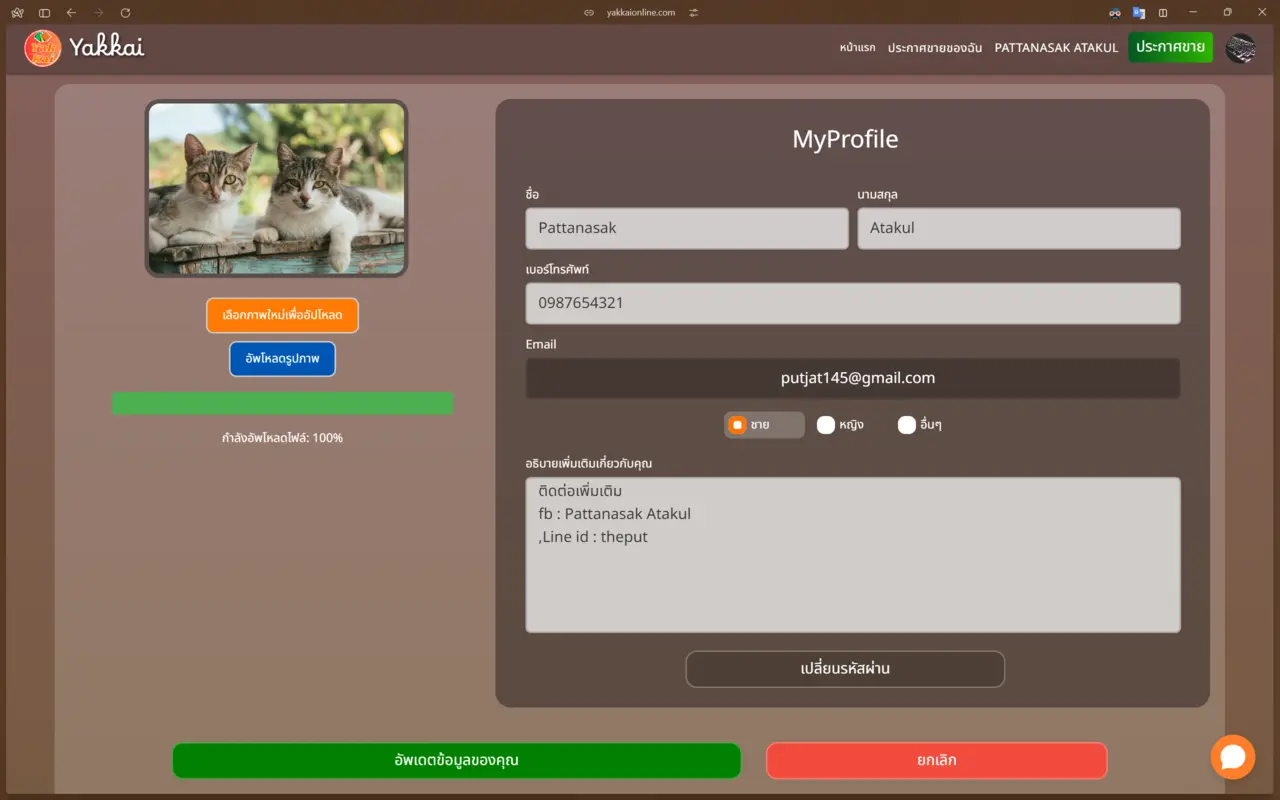 yakkaionline.com
Yakkai
หน้าแรก ประกาศขายของฉัน PATTANASAK ATAKUL ประกาศขาย
MyProfile
ชื่อ นามสกุล
Pattanasak Atakul
เบอร์โทรศัพท์
0987654321
Email
putjat145@gmail.com
ชาย หญิง อื่นๆ
อธิบายเพิ่มเติมเกี่ยวกับคุณ
ติดต่อเพิ่มเติม
fb : Pattanasak Atakul
,Line id : theput
เปลี่ยนรหัสผ่าน
เลือกภาพใหม่เพื่ออัปโหลด
อัพโหลดรูปภาพ
กำลังอัพโหลดไฟล์: 100%
อัพเดตข้อมูลของคุณ ยกเลิก